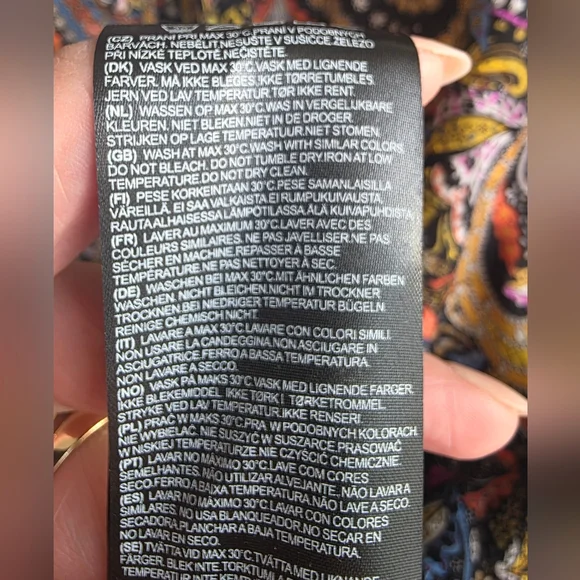 (CZ) PRANÍ PŘI MAX 30°C.PRANÍ V PODOBNÝCH
BARVÁCH. NEBĚLIT.NESUŠTE V SUŠIČCE.ŽELEZO
PŘI NÍZKÉ TEPLOTĚ.NEČISTĚTE.
(DK) VASK VED MAX 30°C.VASK MED LIGNENDE
FARVER. MÅ IKKE BLEGES.IKKE TØRRETUMBLES.
JERN VED LAV TEMPERATUR.TØR IKKE RENT.
(NL) WASSEN OP MAX 30°C.WAS IN VERGELIJKBARE
KLEUREN. NIET BLEKEN.NIET IN DE DROGER.
STRIJKEN OP LAGE TEMPERATUUR.NIET STOMEN.
(GB) WASH AT MAX 30°C.WASH WITH SIMILAR COLORS
DO NOT BLEACH. DO NOT TUMBLE DRY.IRON AT LOW
TEMPERATURE.DO NOT DRY CLEAN.
(FI) PESE KORKEINTAAN 30°C.PESE SAMANLAISILLA
VÄREILLÄ. EI SAA VALKAISTA EI RUMPUKUIVAUSTA.
RAUTA ALHAISESSA LÄMPÖTILASSA.ÄLÄ KUIVAPUHDISTA
(FR) LAVER AU MAXIMUM 30°C.LAVER AVEC DES
COULEURS SIMILAIRES. NE PAS JAVELLISER.NE PAS
SÉCHER EN MACHINE.REPASSER À BASSE
TEMPÉRATURE.NE PAS NETTOYER À SEC.
(DE) WASCHEN BEI MAX 30°C.MIT ÄHNLICHEN FARBEN
WASCHEN. NICHT BLEICHEN.NICHT IM TROCKNER
TROCKNEN BEI NIEDRIGER TEMPERATUR BÜGELN.
REINIGE CHEMISCH NICHT.
(IT) LAVARE A MAX 30°C.LAVARE CON COLORI SIMILI.
NON USARE LA CANDEGGINA.NON ASCIUGARE IN
ASCIUGATRICE.FERRO A BASSA TEMPERATURA.
NON LAVARE A SECCO.
(NO) VASK PÅ MAKS 30°C.VASK MED LIGNENDE FARGER.
IKKE BLEKEMIDDEL .IKKE TØRK I TØRKETROMMEL.
STRYKE VED LAV TEMPERATUR.IKKE RENSERI.
(PL) PRAĆ W MAKS 30°C.PRA W PODOBNYCH KOLORACH.
NIE WYBIELAĆ. NIE SUSZYĆ W SUSZARCE.PRASOWAĆ
W NISKIEJ TEMPERATURZE.NIE CZYŚCIĆ CHEMICZNIE.
(PT) LAVAR NO MÁXIMO 30°C.LAVE COM CORES
SEMELHANTES. NÃO UTILIZAR ALVEJANTE. NÃO SECAR A
SECO.FERRO A BAIXA TEMPERATURA.NÃO LAVE A SECO.
(ES) LAVAR NO MÁXIMO 30°C.LAVAR CON COLORES
SIMILARES. NO USA BLANQUEADOR.NO SECAR EN
SECADORA.PLANCHAR A BAJA TEMPERATURA.
(SE) TVÄTTA VID MAX 30°C.TVÄTTA MED LIKNANDE
FÄRGER. BLEK INTE.TORKTUMLA
TEMPERATUR.INTE